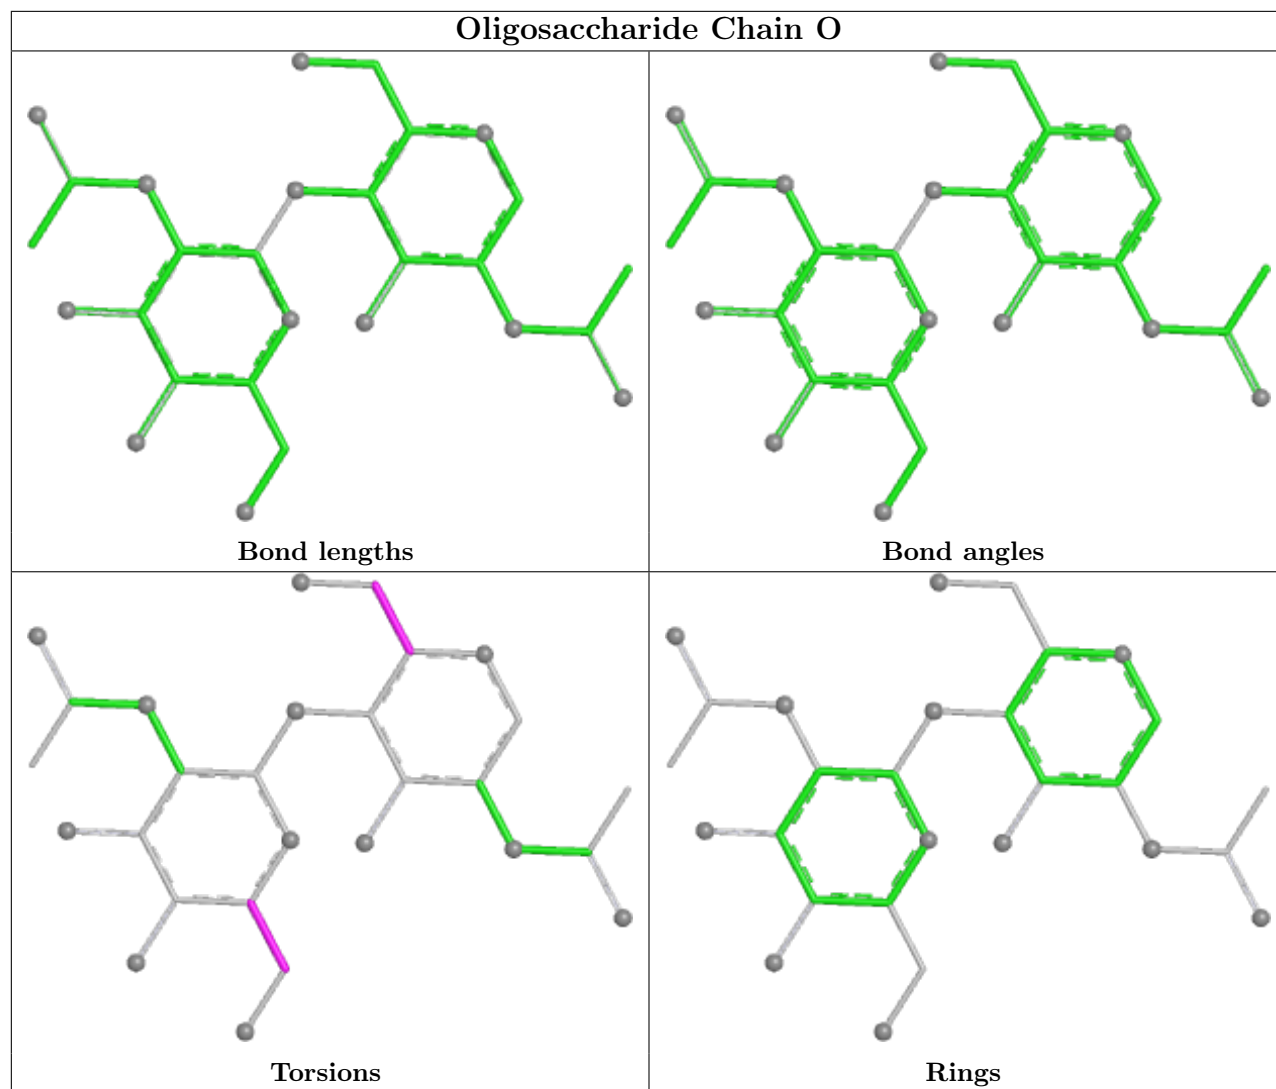 Oligosaccharide Chain O
Bond lengths
Bond angles
Torsions
Rings